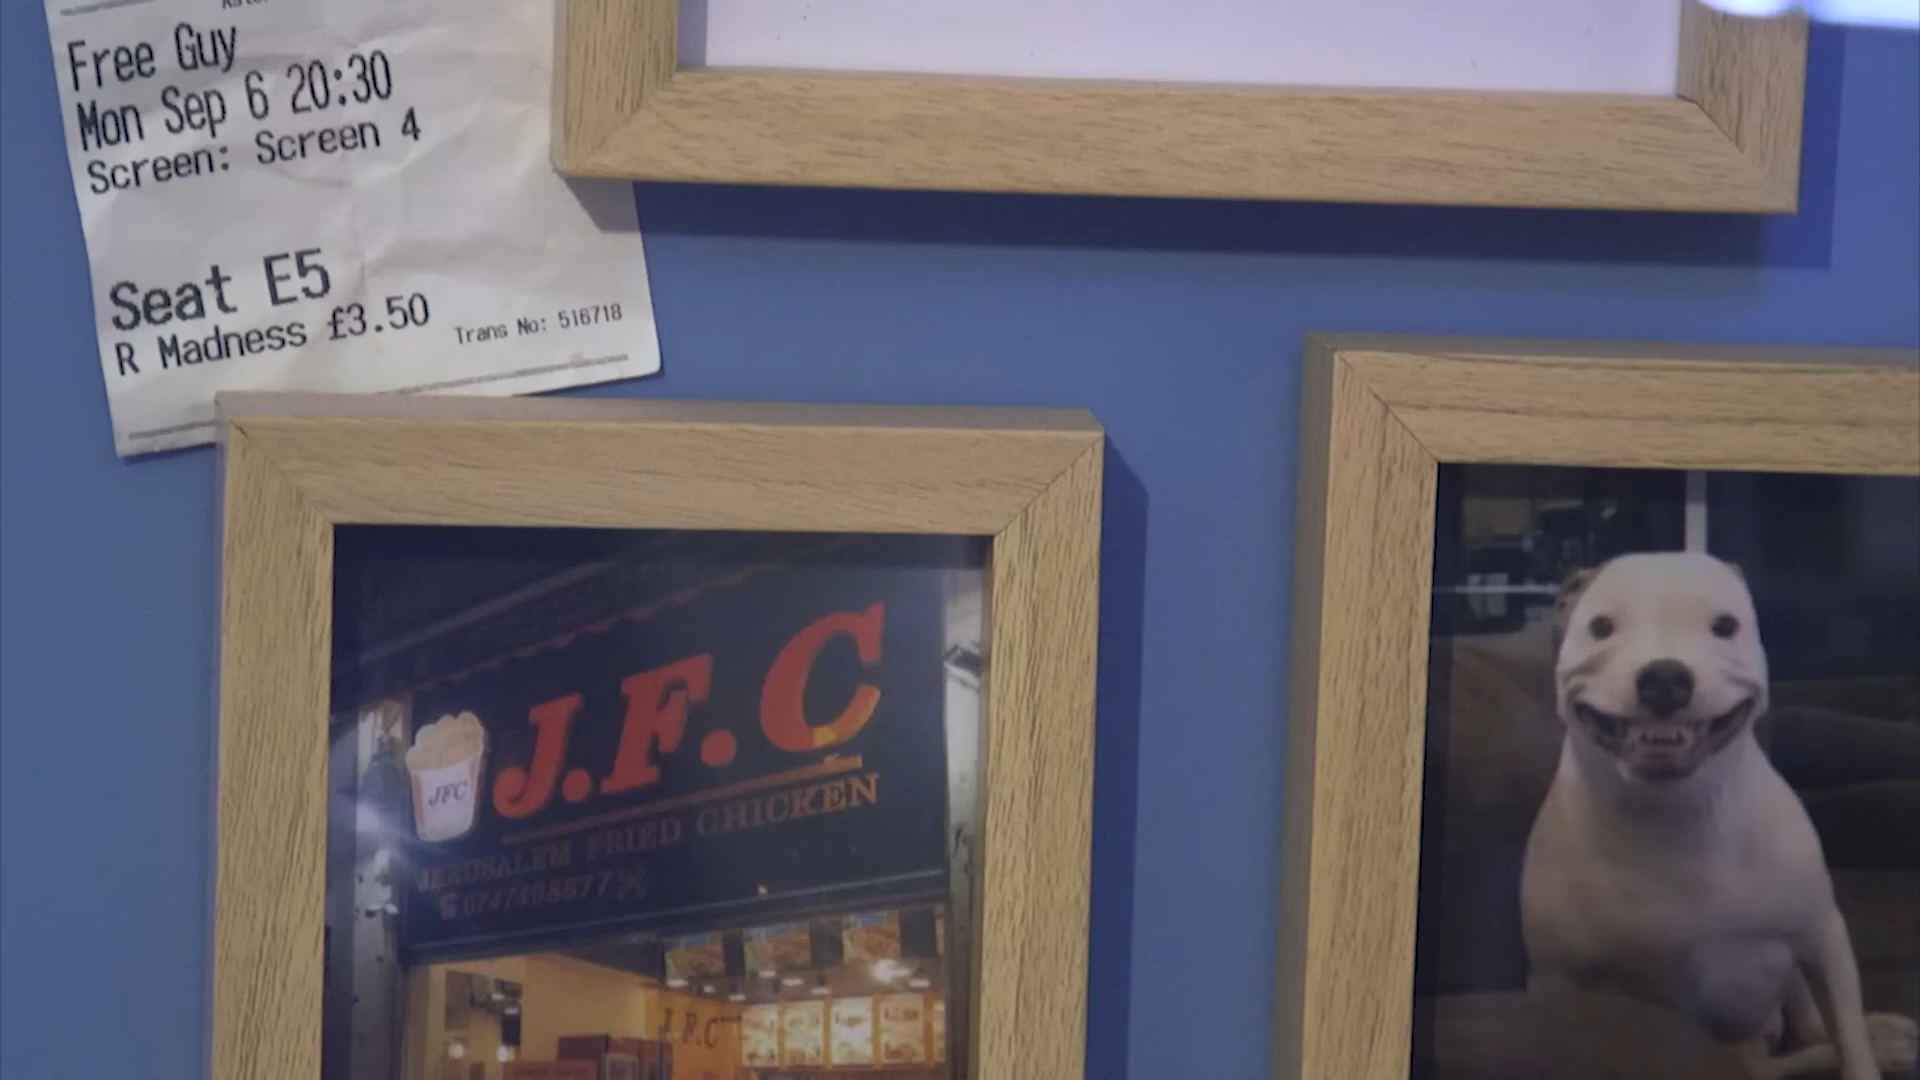 Free Guy
Mon Sep 6 20:30
Screen: Screen 4
Seat E5
R Madness £3.50
Trans No: 516718
J.F.C
JFC
JERUSALEM FRIED CHICKEN
J.F.C